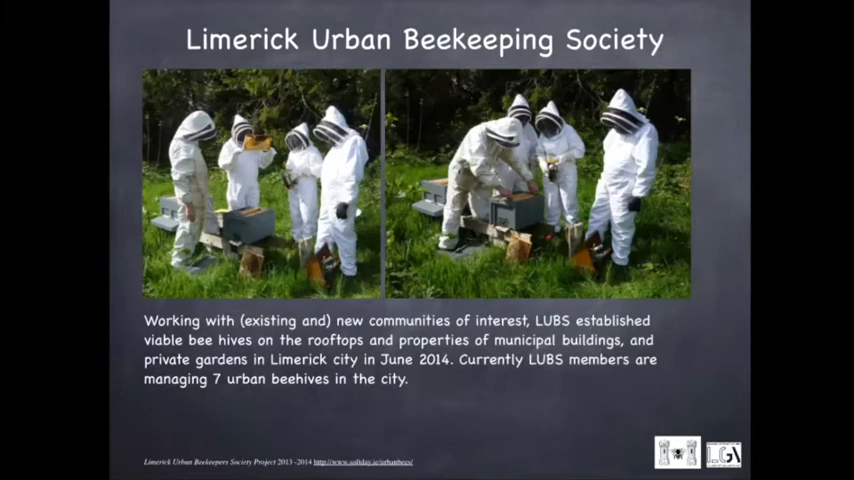 Limerick Urban Beekeeping Society
Working with (existing and) new communities of interest, LUBS established
viable bee hives on the rooftops and properties of municipal buildings, and
private gardens in Limerick city in June 2014. Currently LUBS members are
managing 7 urban beehives in the city.
Limerick Urban Beekeepers Society Project 2013 -2014 http://www.softday.ie/urbanbees/
LGA